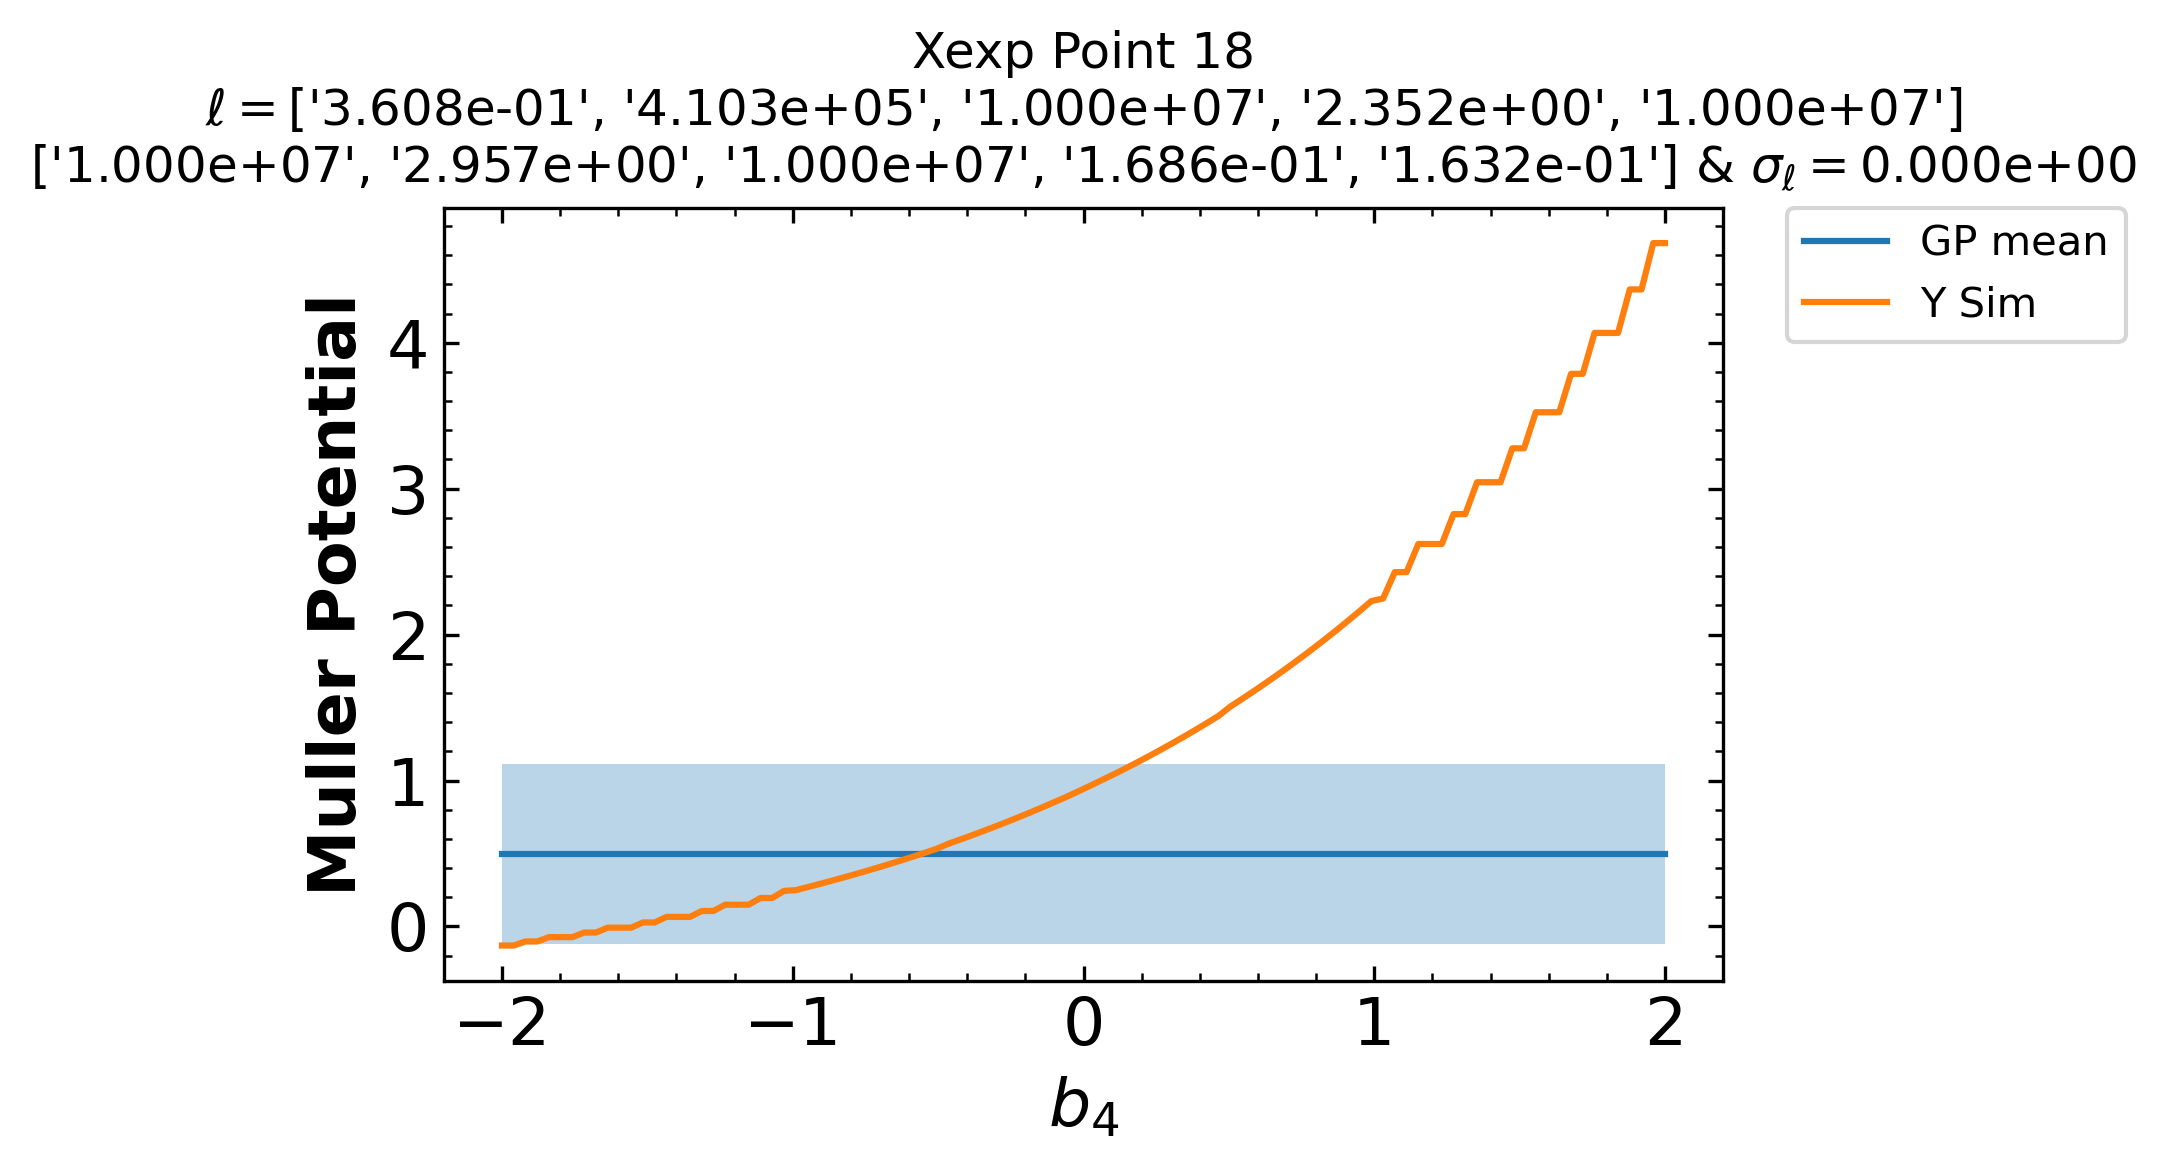 Xexp Point 18
ℓ = ['3.608e-01', '4.103e+05', '1.000e+07', '2.352e+00', '1.000e+07']
['1.000e+07', '2.957e+00', '1.000e+07', '1.686e-01', '1.632e-01'] & σℓ = 0.000e+00
GP mean
Y Sim
Muller Potential
4
3
2
1
0
−2 −1 0 1 2
b₄